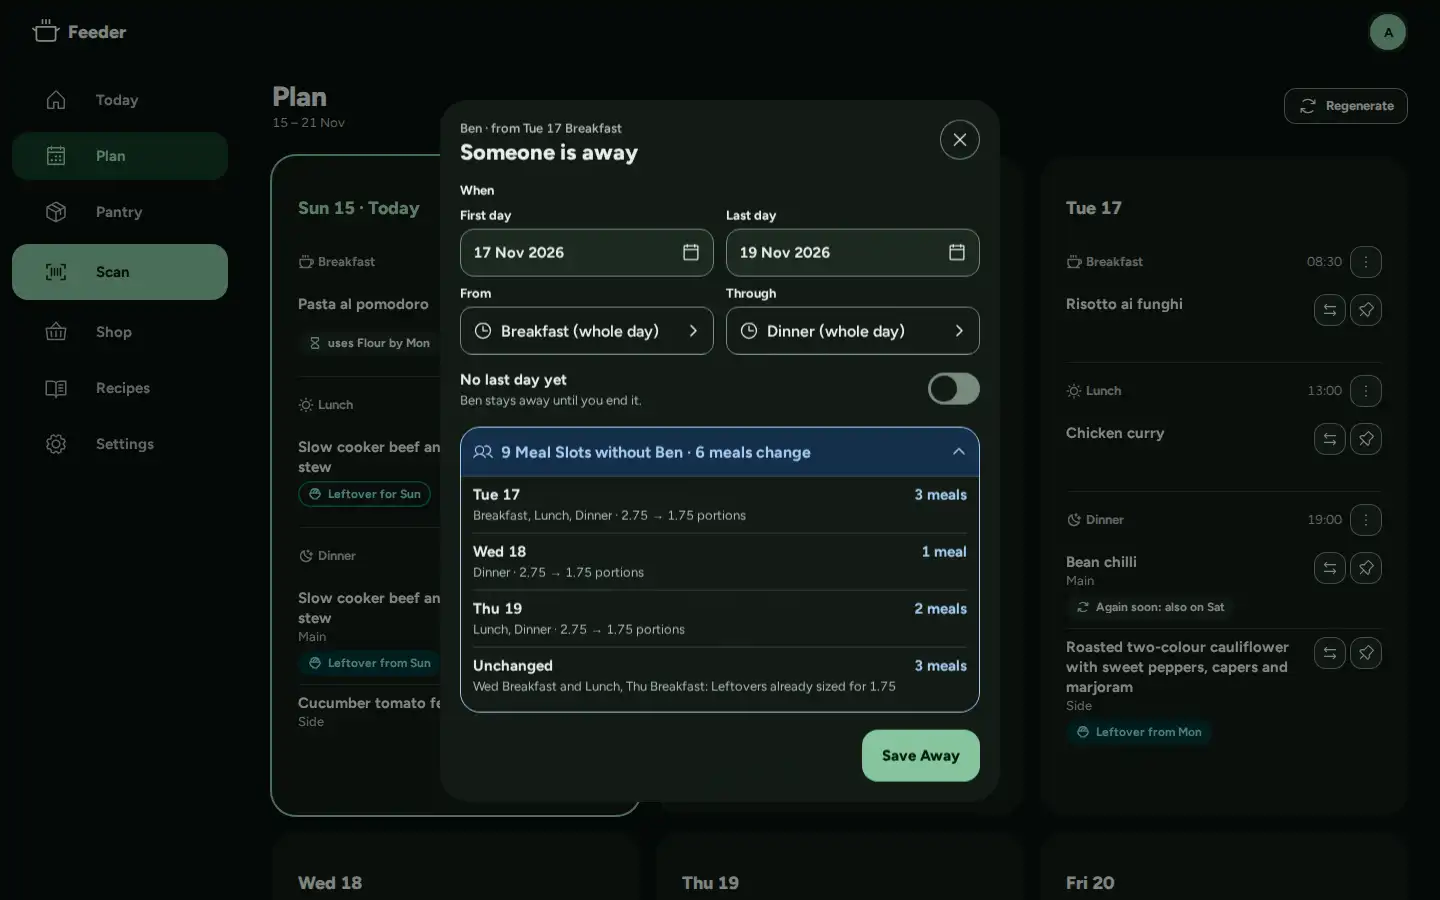 Feeder
A
Today
Plan
Pantry
Scan
Shop
Recipes
Settings
Plan
15 – 21 Nov
Regenerate
Sun 15 · Today
Breakfast
Pasta al pomodoro
uses Flour by Mon
Lunch
Slow cooker beef an
stew
Leftover for Sun
Dinner
Slow cooker beef an
stew
Main
Leftover from Sun
Cucumber tomato fe
Side
Ben · from Tue 17 Breakfast
Someone is away
When
First day
Last day
17 Nov 2026
19 Nov 2026
From
Through
Breakfast (whole day)
Dinner (whole day)
No last day yet
Ben stays away until you end it.
9 Meal Slots without Ben · 6 meals change
Tue 17
3 meals
Breakfast, Lunch, Dinner · 2.75 → 1.75 portions
Wed 18
1 meal
Dinner · 2.75 → 1.75 portions
Thu 19
2 meals
Lunch, Dinner · 2.75 → 1.75 portions
Unchanged
3 meals
Wed Breakfast and Lunch, Thu Breakfast: Leftovers already sized for 1.75
Save Away
Tue 17
Breakfast
08:30
Risotto ai funghi
Lunch
13:00
Chicken curry
Dinner
19:00
Bean chilli
Main
Again soon: also on Sat
Roasted two-colour cauliflower
with sweet peppers, capers and
marjoram
Side
Leftover from Mon
Wed 18
Thu 19
Fri 20